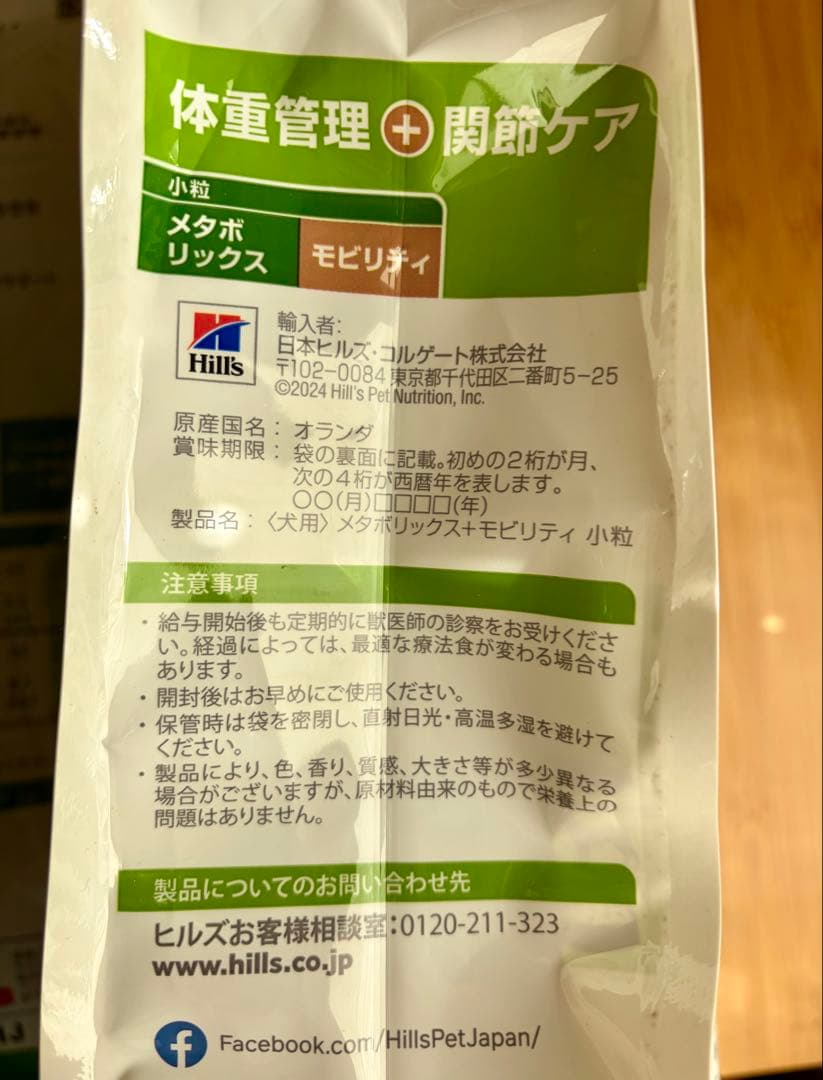 体重管理+関節ケア
小粒
メタボ
リックス
モビリティ
Hill's
輸入者:
日本ヒルズ・コルゲート株式会社
〒102-0084 東京都千代田区二番町5-25
©2024 Hill's Pet Nutrition, Inc.
原産国名：オランダ
賞味期限：袋の裏面に記載。初めの2桁が月、
次の4桁が西暦年を表します。
〇〇(月)□□□□(年)
製品名：〈犬用〉メタボリックス+モビリティ 小粒
注意事項
・給与開始後も定期的に獣医師の診察をお受けくださ
い。経過によっては、最適な療法食が変わる場合も
あります。
・開封後はお早めにご使用ください。
・保管時は袋を密閉し、直射日光・高温多湿を避けて
ください。
・製品により、色、香り、質感、大きさ等が多少異なる
場合がございますが、原材料由来のもので栄養上の
問題はありません。
製品についてのお問い合わせ先
ヒルズお客様相談室:0120-211-323
www.hills.co.jp
Facebook.com/HillsPetJapan/